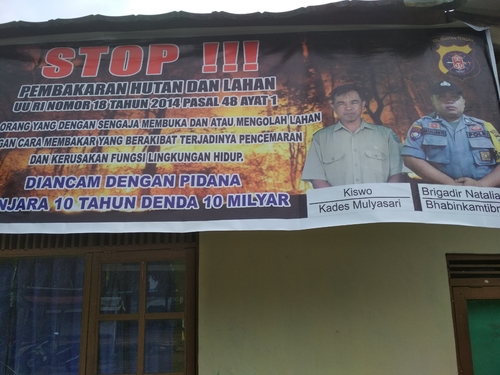 STOP !!!
PEMBAKARAN HUTAN DAN LAHAN
UU RI NOMOR 18 TAHUN 2014 PASAL 48 AYAT 1
ORANG YANG DENGAN SENGAJA MEMBUKA DAN ATAU MENGOLAH LAHAN
GAN CARA MEMBAKAR YANG BERAKIBAT TERJADINYA PENCEMARAN
DAN KERUSAKAN FUNGSI LINGKUNGAN HIDUP.
DIANCAM DENGAN PIDANA
NJARA 10 TAHUN DENDA 10 MILYAR
Kiswo
Kades Mulyasari
Brigadir Natalia
Bhabinkamtibm